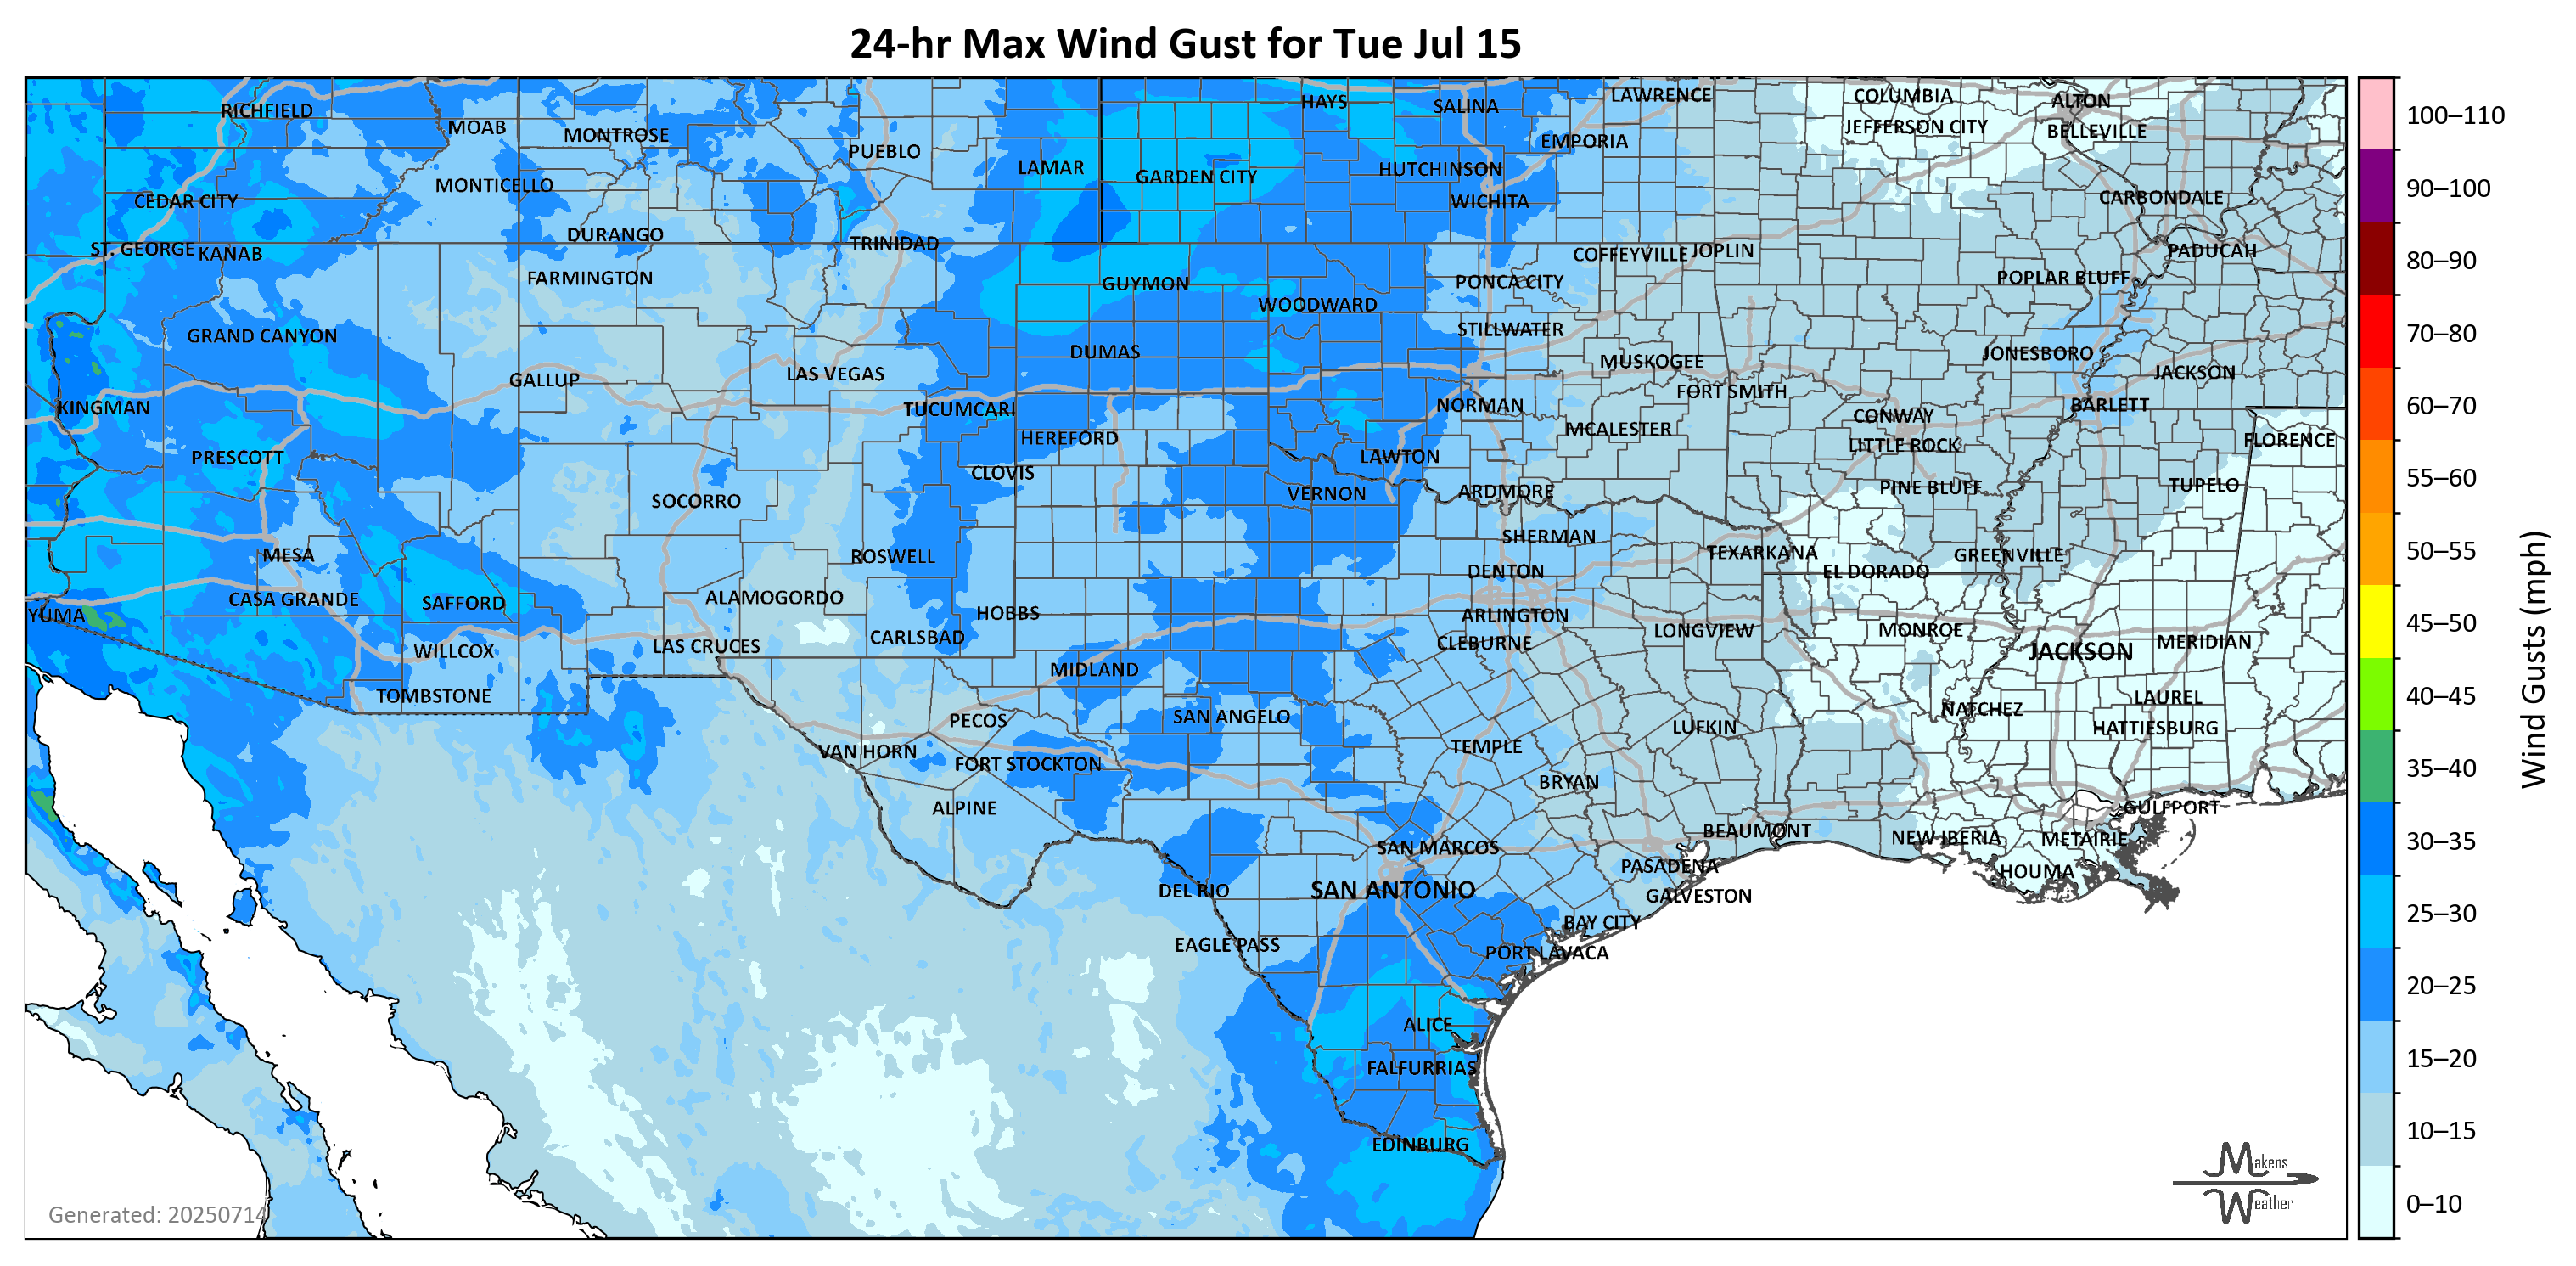 24-hr Max Wind Gust for Tue Jul 15
RICHFIELD
MOAB
MONTROSE
PUEBLO
LAMAR
HAYS
SALINA
LAWRENCE
COLUMBIA
ALTON
JEFFERSON CITY
BELLEVILLE
EMPORIA
GARDEN CITY
HUTCHINSON
MONTICELLO
CEDAR CITY
WICHITA
CARBONDALE
DURANGO
TRINIDAD
ST. GEORGE
KANAB
COFFEYVILLE
JOPLIN
PADUCAH
FARMINGTON
GUYMON
PONCA CITY
POPLAR BLUFF
WOODWARD
GRAND CANYON
STILLWATER
DUMAS
MUSKOGEE
JONESBORO
GALLUP
LAS VEGAS
JACKSON
FORT SMITH
KINGMAN
TUCUMCARI
NORMAN
CONWAY
BARLETT
HEREFORD
MCALESTER
LITTLE ROCK
FLORENCE
PRESCOTT
CLOVIS
LAWTON
SOCORRO
VERNON
ARDMORE
PINE BLUFF
TUPELO
MESA
ROSWELL
SHERMAN
TEXARKANA
GREENVILLE
DENTON
EL DORADO
CASA GRANDE
SAFFORD
ALAMOGORDO
HOBBS
ARLINGTON
YUMA
LAS CRUCES
CARLSBAD
CLEBURNE
LONGVIEW
MONROE
JACKSON
MERIDIAN
WILLCOX
MIDLAND
TOMBSTONE
PECOS
SAN ANGELO
LUFKIN
NATCHEZ
LAUREL
HATTIESBURG
VAN HORN
FORT STOCKTON
TEMPLE
BRYAN
ALPINE
GULFPORT
SAN MARCOS
BEAUMONT
NEW IBERIA
METAIRIE
PASADENA
HOUMA
DEL RIO
SAN ANTONIO
GALVESTON
BAY CITY
EAGLE PASS
PORT LAVACA
ALICE
FALFURRIAS
EDINBURG
Generated: 20250714
Makens
Weather
100–110
90–100
80–90
70–80
60–70
55–60
50–55
45–50
40–45
35–40
30–35
25–30
20–25
15–20
10–15
0–10
Wind Gusts (mph)